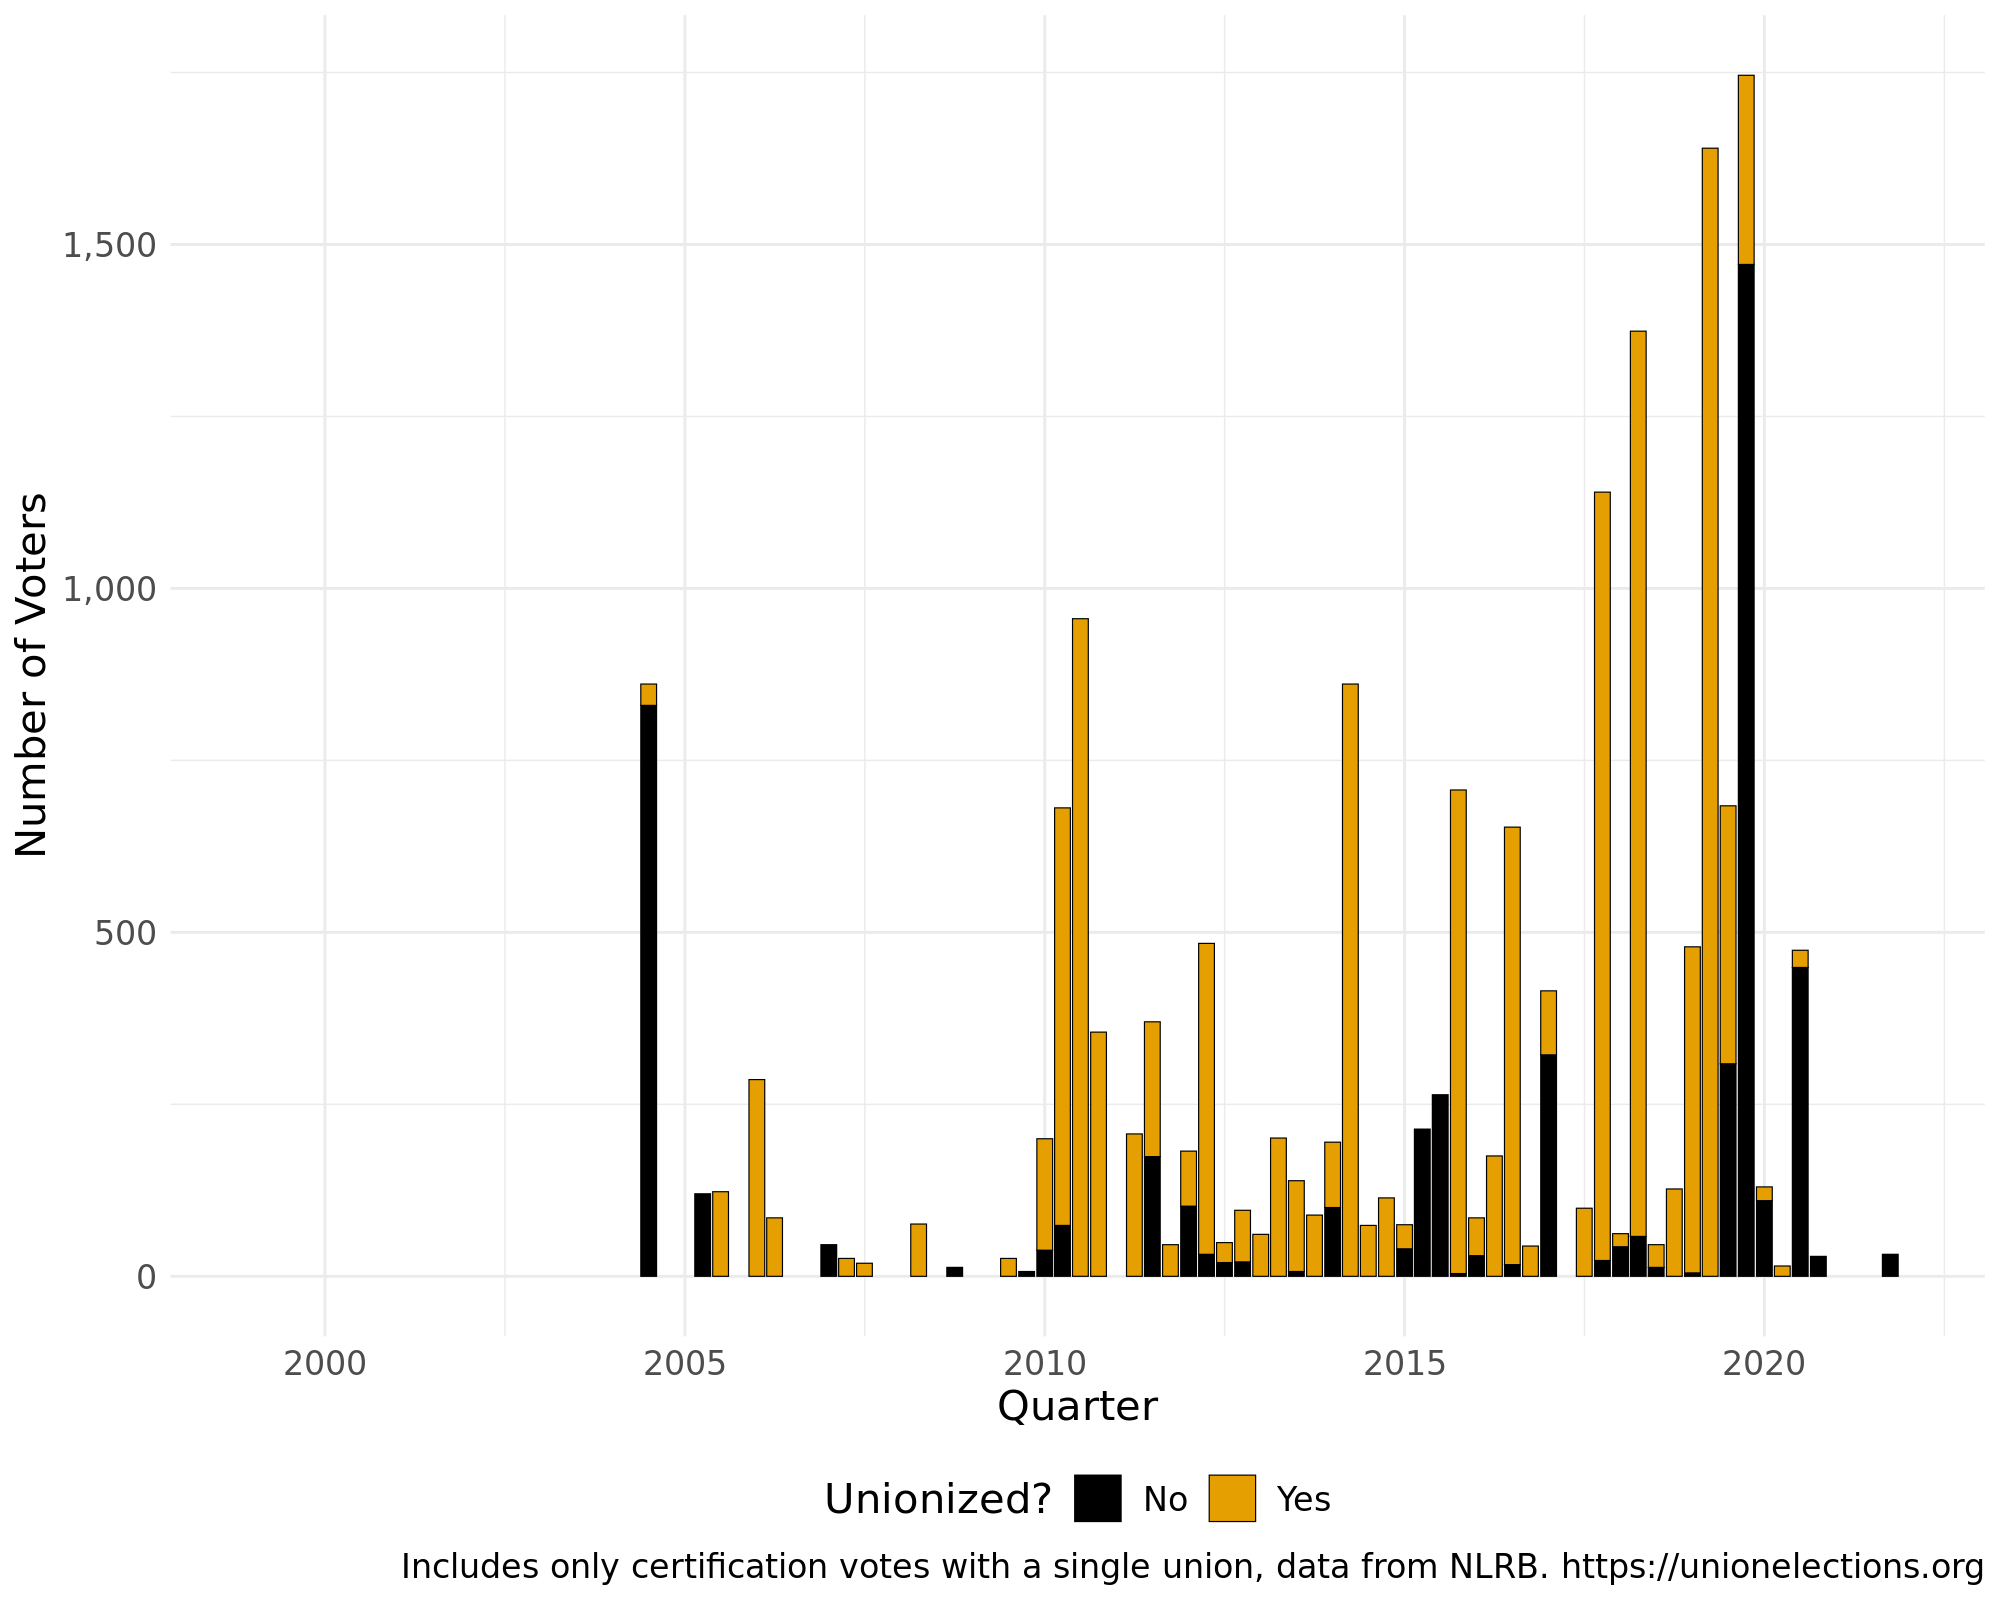 Number of Voters
1,500
1,000
500
0
2000 2005 2010 2015 2020
Quarter
Unionized? No Yes
Includes only certification votes with a single union, data from NLRB. https://unionelections.org